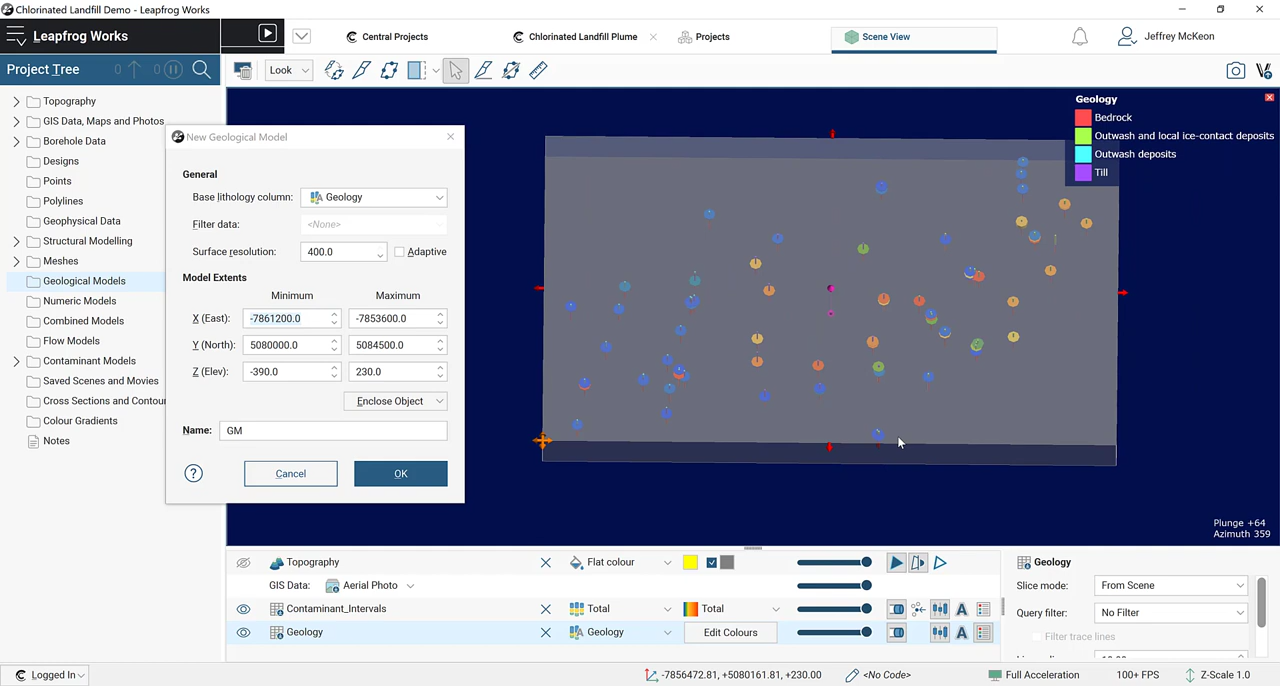 Chlorinated Landfill Demo - Leapfrog Works
Leapfrog Works
Central Projects
Chlorinated Landfill Plume
Projects
Scene View
Jeffrey McKeon
Project Tree
0
0
Look
Topography
GIS Data, Maps and Photos
Borehole Data
Designs
Points
Polylines
Geophysical Data
Structural Modelling
Meshes
Geological Models
Numeric Models
Combined Models
Flow Models
Contaminant Models
Saved Scenes and Movies
Cross Sections and Contour
Colour Gradients
Notes
New Geological Model
General
Base lithology column:
Geology
Filter data:
<None>
Surface resolution:
400.0
Adaptive
Model Extents
Minimum
Maximum
X (East):
-7861200.0
-7853600.0
Y (North):
5080000.0
5084500.0
Z (Elev):
-390.0
230.0
Enclose Object
Name:
GM
?
Cancel
OK
Geology
Bedrock
Outwash and local ice-contact deposits
Outwash deposits
Till
Plunge +64
Azimuth 359
Topography
Flat colour
GIS Data:
Aerial Photo
Contaminant_Intervals
Total
Total
A
Geology
Geology
Edit Colours
A
Geology
Slice mode:
From Scene
Query filter:
No Filter
Filter trace lines
Logged In
-7856472.81, +5080161.81, +230.00
<No Code>
Full Acceleration
100+ FPS
Z-Scale 1.0